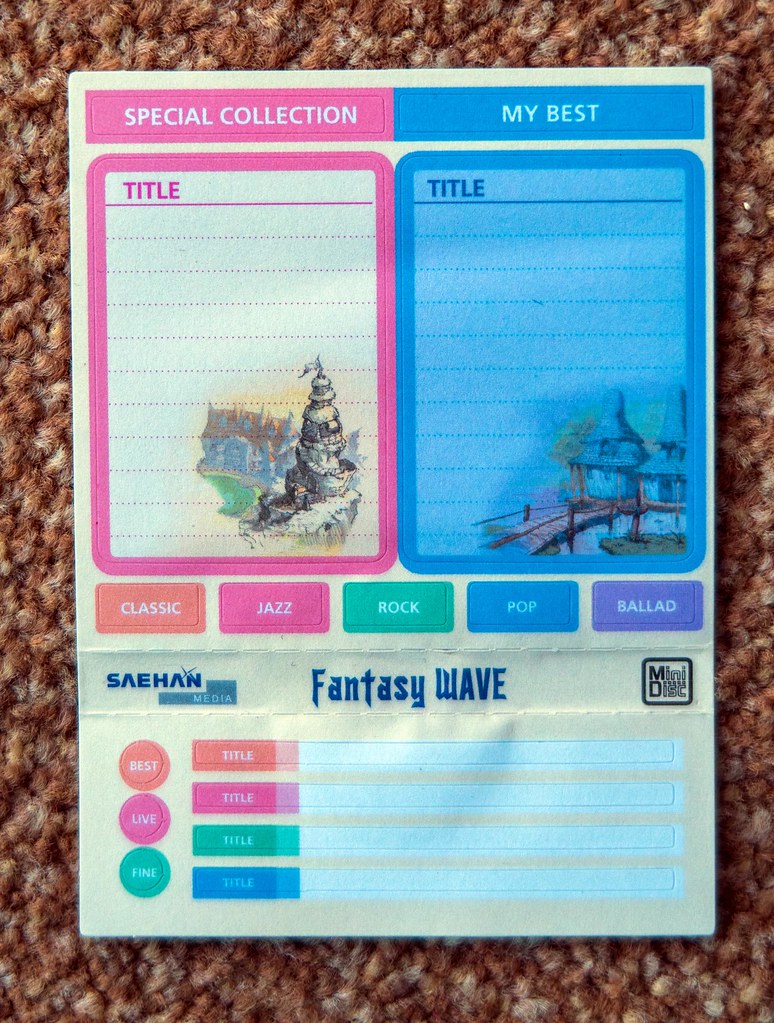 SPECIAL COLLECTION
MY BEST
TITLE
TITLE
CLASSIC
JAZZ
ROCK
POP
BALLAD
SAEHAN
MEDIA
Fantasy WAVE
Mini
Disc
BEST
LIVE
FINE
TITLE
TITLE
TITLE
TITLE